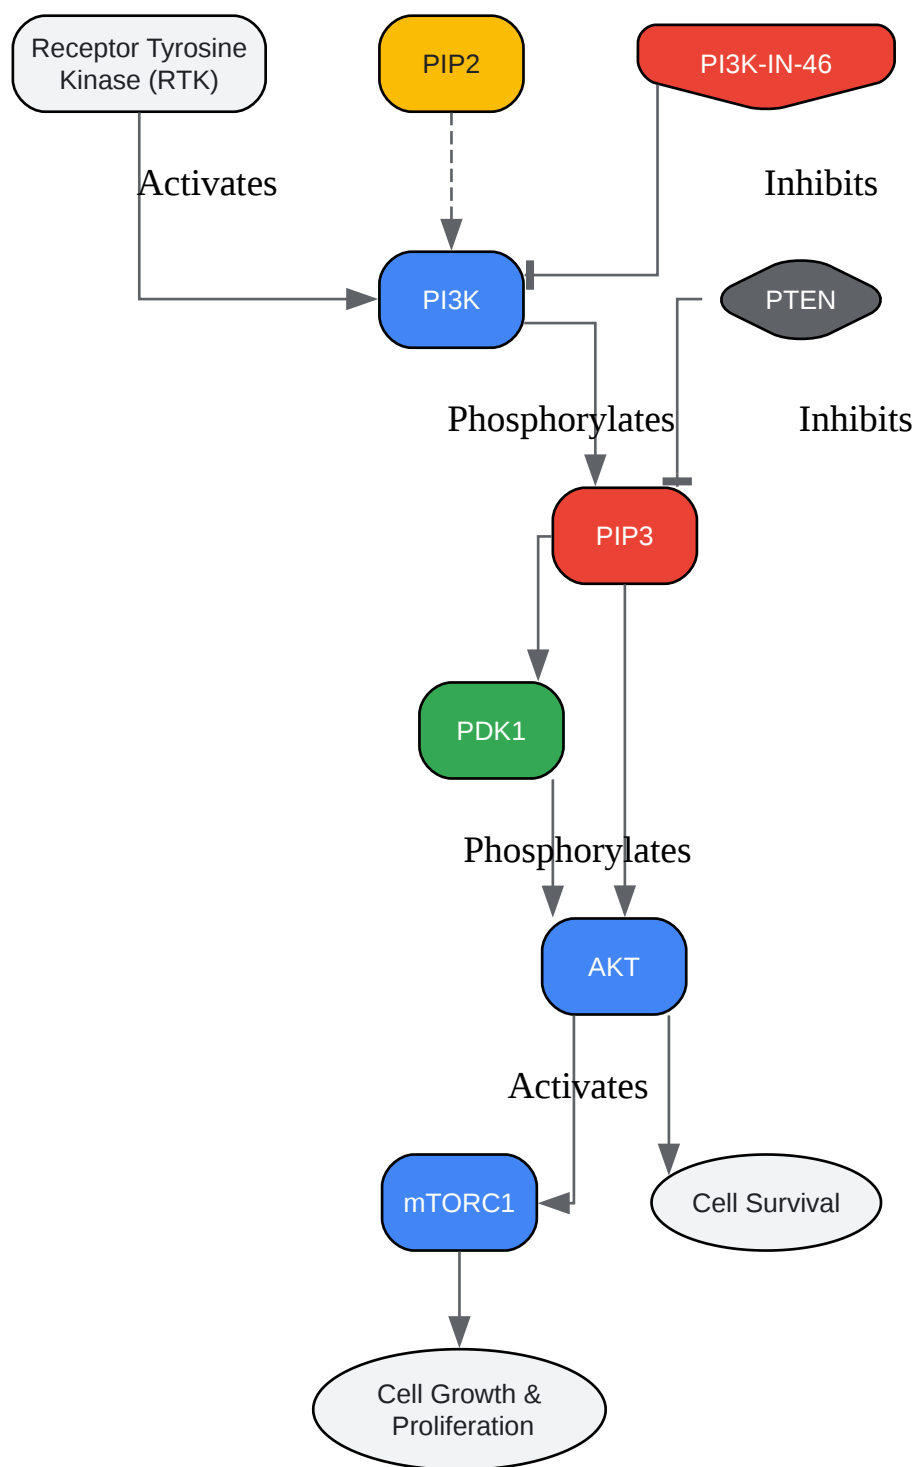 Receptor Tyrosine
Kinase (RTK)
PIP2
PI3K-IN-46
Activates
Inhibits
PI3K
PTEN
Phosphorylates
Inhibits
PIP3
PDK1
Phosphorylates
AKT
Activates
mTORC1
Cell Survival
Cell Growth &
Proliferation